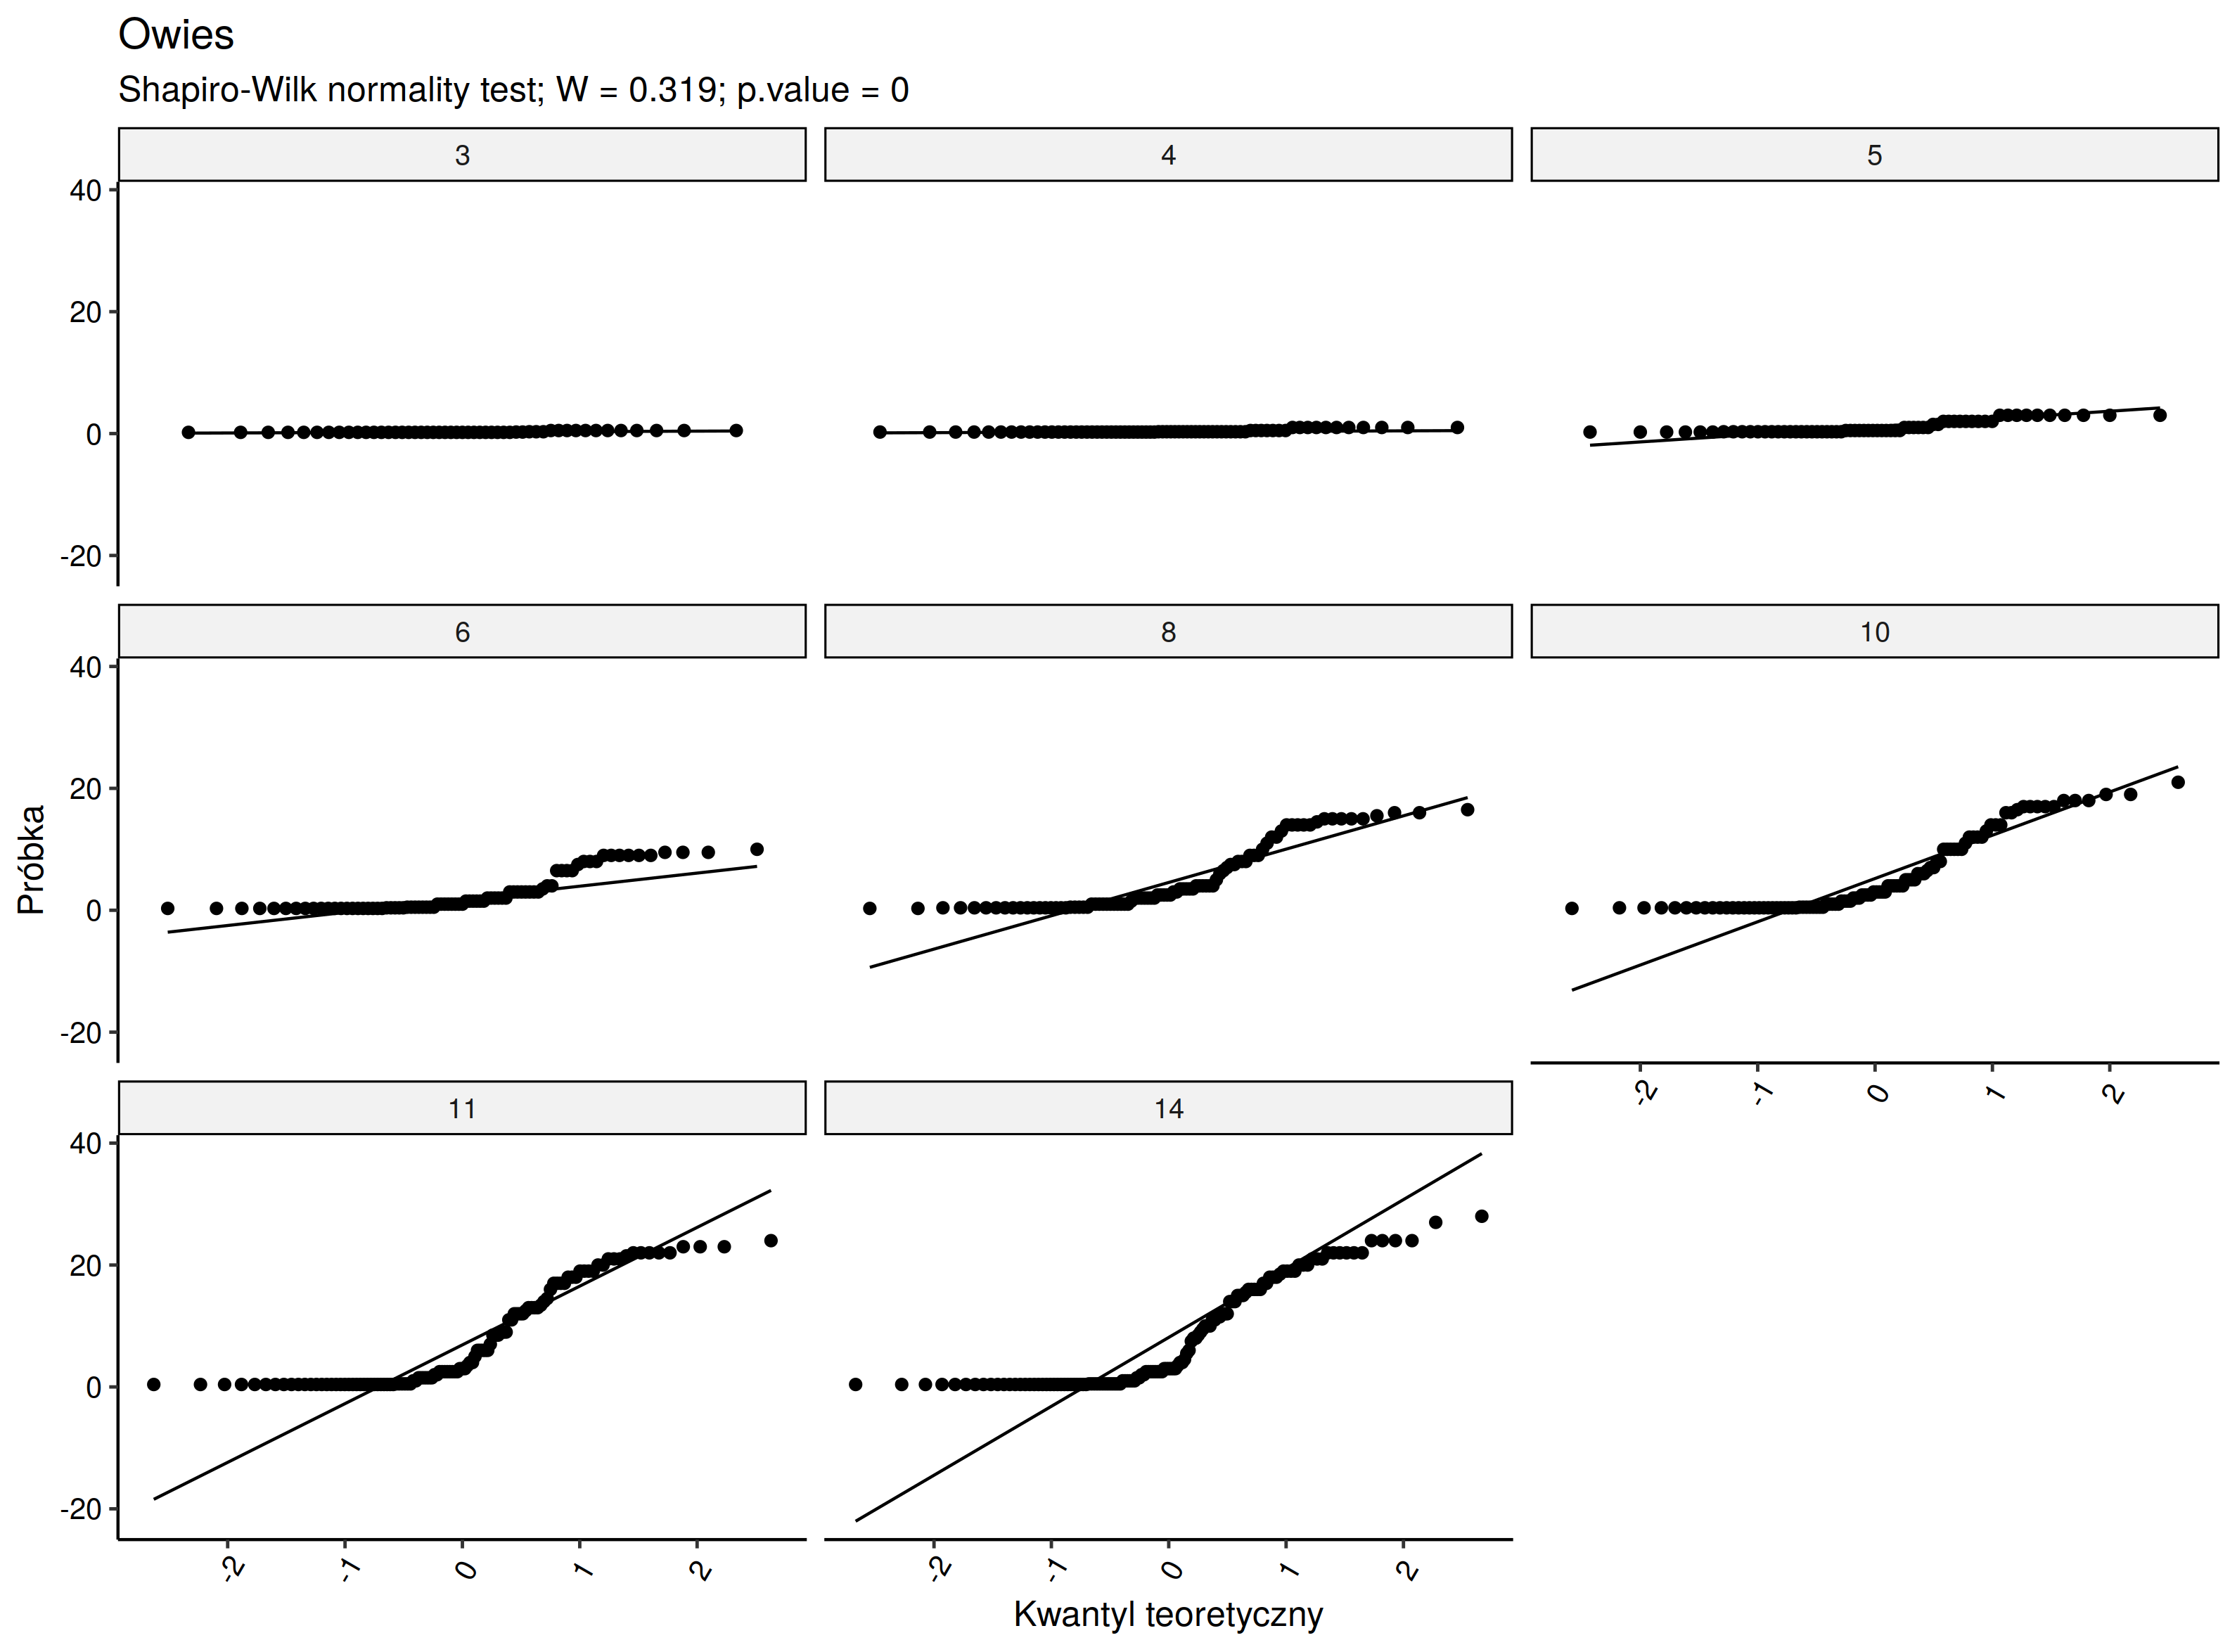 Owies
Shapiro-Wilk normality test; W = 0.319; p.value = 0
3 4 5
40
20
0
-20
6 8 10
40
20
0
-20
-2 -1 0 1 2
11 14
40
20
0
-20
-2 -1 0 1 2 -2 -1 0 1 2
Próbka
Kwantyl teoretyczny